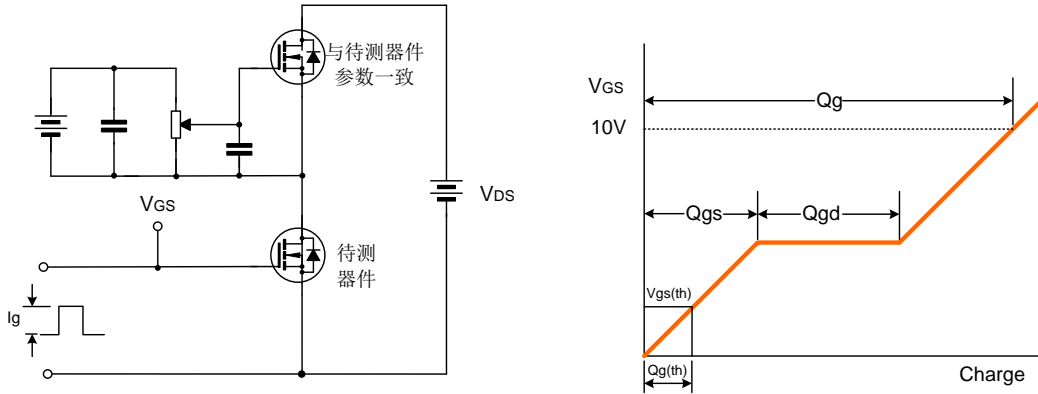 与待测器件
参数一致
VGS
VDS
待测
器件
Ig
VGS
Qg
10V
Qgs
Qgd
Vgs(th)
Qg(th)
Charge